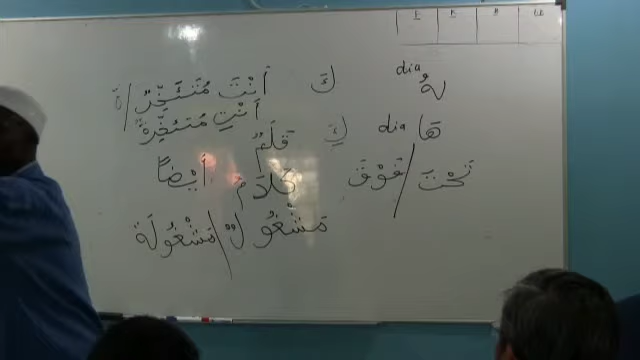 هُ dia كَ أَنْتَ مُتَأَخِّرٌ / ةٌ
أَنْتِ مُتَأَخِّرَةٌ
هَا dia كِ قَلَمٌ
تَحْتَ / فَوْقَ كَلَامٌ أَيْضًا
مَشْغُولٌ / مَشْغُولَةٌ